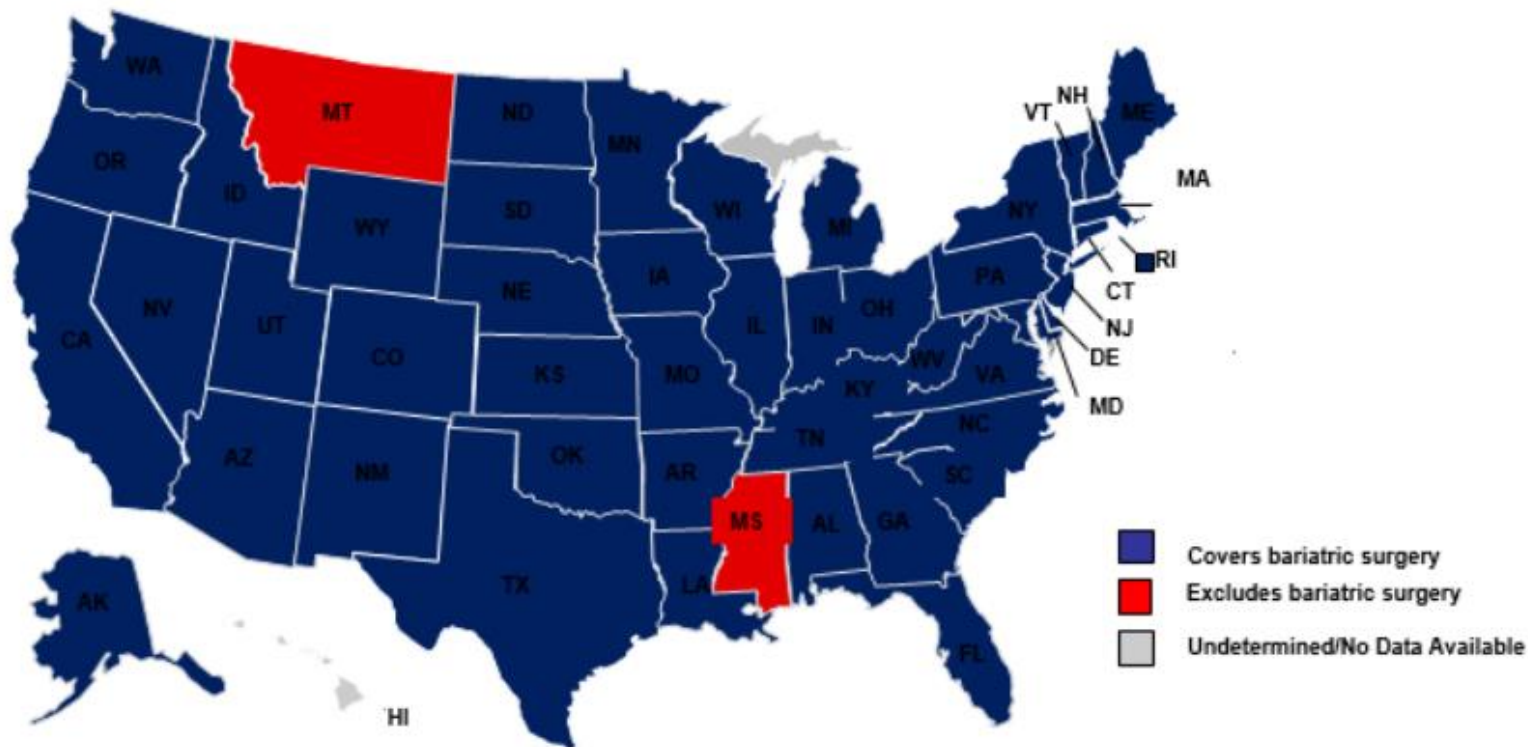 WA
MT
ND
MN
VT
NH
ME
OR
ID
WY
SD
WI
MI
NY
MA
RI
NV
UT
CO
NE
IA
IL
IN
OH
PA
CT
NJ
DE
MD
CA
KS
MO
KY
WV
VA
AZ
NM
OK
AR
TN
NC
SC
MS
AL
GA
TX
LA
FL
AK
HI
Covers bariatric surgery
Excludes bariatric surgery
Undetermined/No Data Available